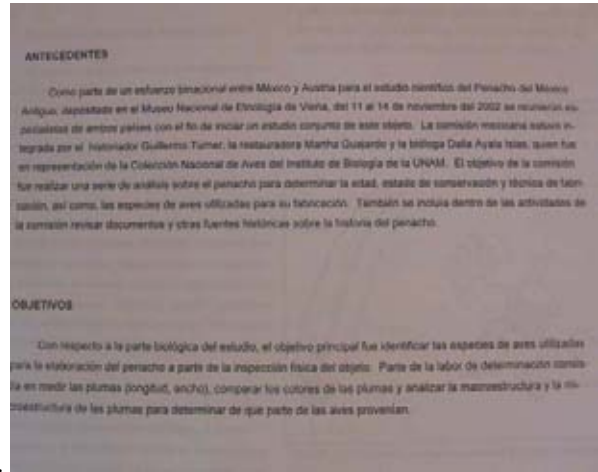 ANTECEDENTES
Como parte de un esfuerzo binacional entre México y Austria para el estudio científico del Penacho del México
Antiguo, depositado en el Museo Nacional de Etnología de Viena, del 11 al 14 de noviembre del 2002 se reunieron es-
pecialistas de ambos países con el fin de iniciar un estudio conjunto de este objeto. La comisión mexicana estuvo in-
tegrada por el historiador Guillermo Turner, la restauradora Martha Guajardo y la bióloga Dalia Ayala Islas, quien fue
en representación de la Colección Nacional de Aves del Instituto de Biología de la UNAM. El objetivo de la comisión
fue realizar una serie de análisis sobre el penacho para determinar la edad, estado de conservación y técnica de fabri-
cación, así como, las especies de aves utilizadas para su fabricación. También se incluía dentro de las actividades de
la comisión revisar documentos y otras fuentes históricas sobre la historia del penacho.
OBJETIVOS
Con respecto a la parte biológica del estudio, el objetivo principal fue identificar las especies de aves utilizadas
para la elaboración del penacho a parte de la inspección física del objeto. Parte de la labor de determinación consis-
tía en medir las plumas (longitud, ancho), comparar los colores de las plumas y analizar la macroestructura y la mi-
croestructura de las plumas para determinar de que parte de las aves provenían.